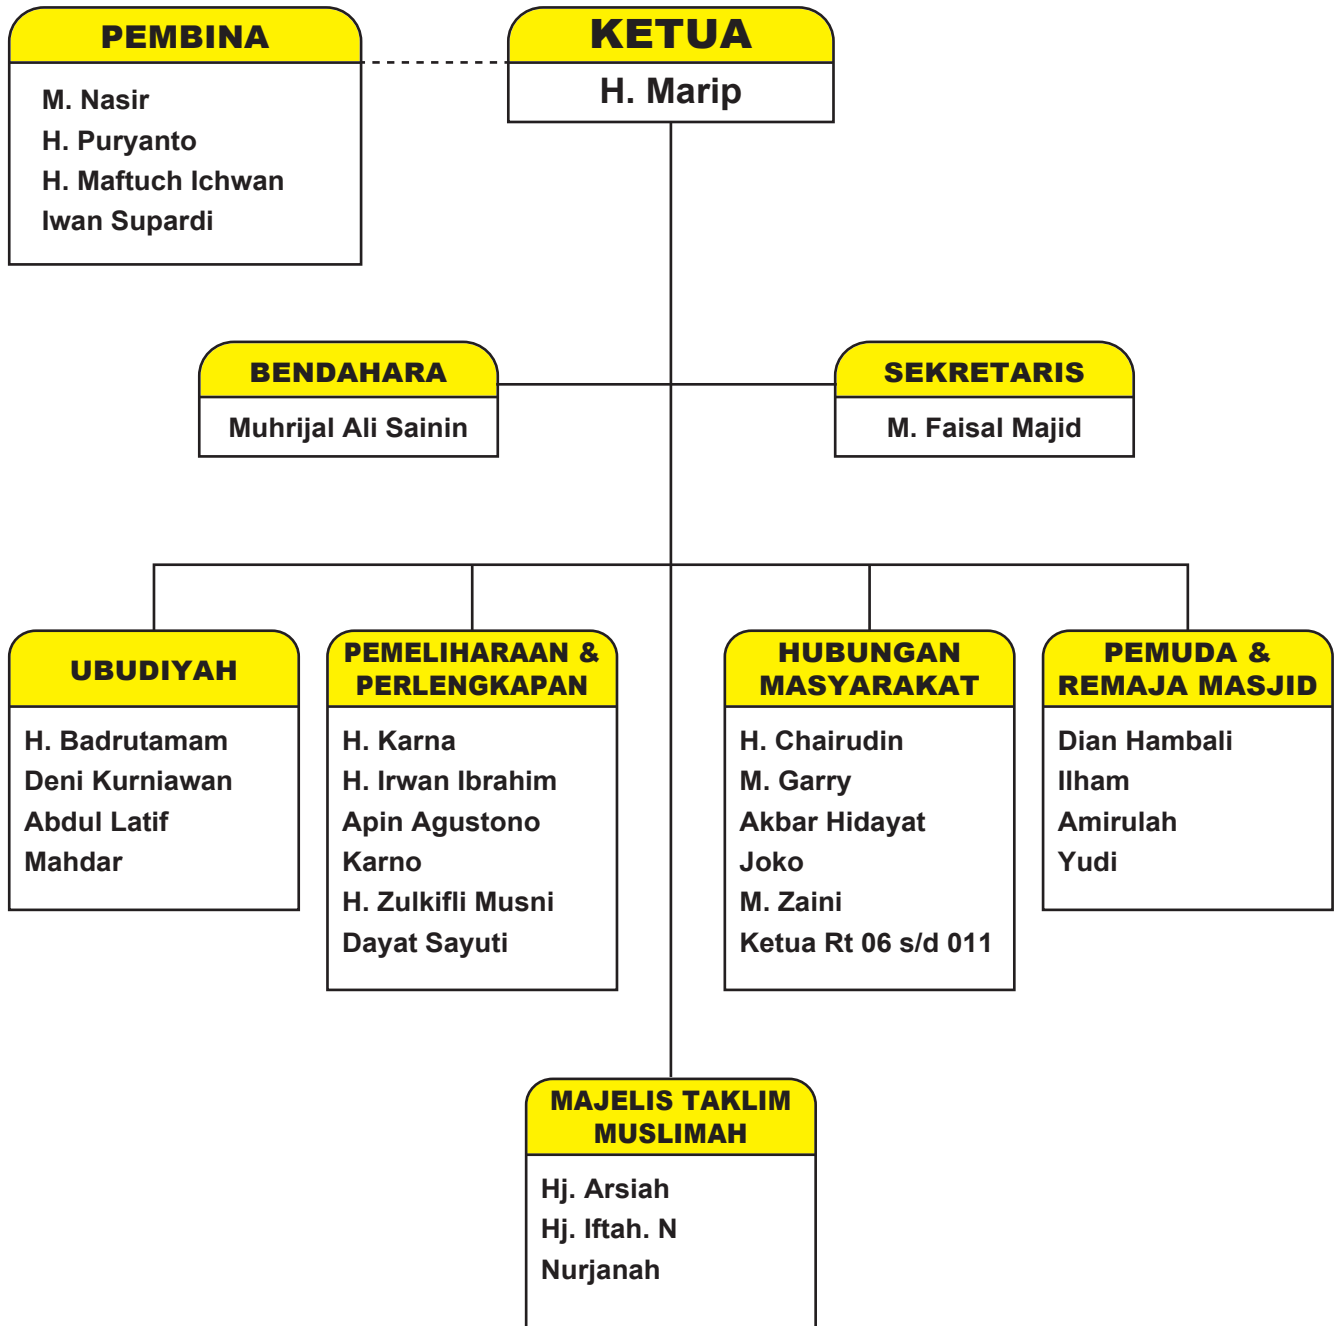 PEMBINA
M. Nasir
H. Puryanto
H. Maftuch Ichwan
Iwan Supardi
KETUA
H. Marip
BENDAHARA
Muhrijal Ali Sainin
SEKRETARIS
M. Faisal Majid
UBUDIYAH
H. Badrutamam
Deni Kurniawan
Abdul Latif
Mahdar
PEMELIHARAAN &
PERLENGKAPAN
H. Karna
H. Irwan Ibrahim
Apin Agustono
Karno
H. Zulkifli Musni
Dayat Sayuti
HUBUNGAN
MASYARAKAT
H. Chairudin
M. Garry
Akbar Hidayat
Joko
M. Zaini
Ketua Rt 06 s/d 011
PEMUDA &
REMAJA MASJID
Dian Hambali
Ilham
Amirulah
Yudi
MAJELIS TAKLIM
MUSLIMAH
Hj. Arsiah
Hj. Iftah. N
Nurjanah